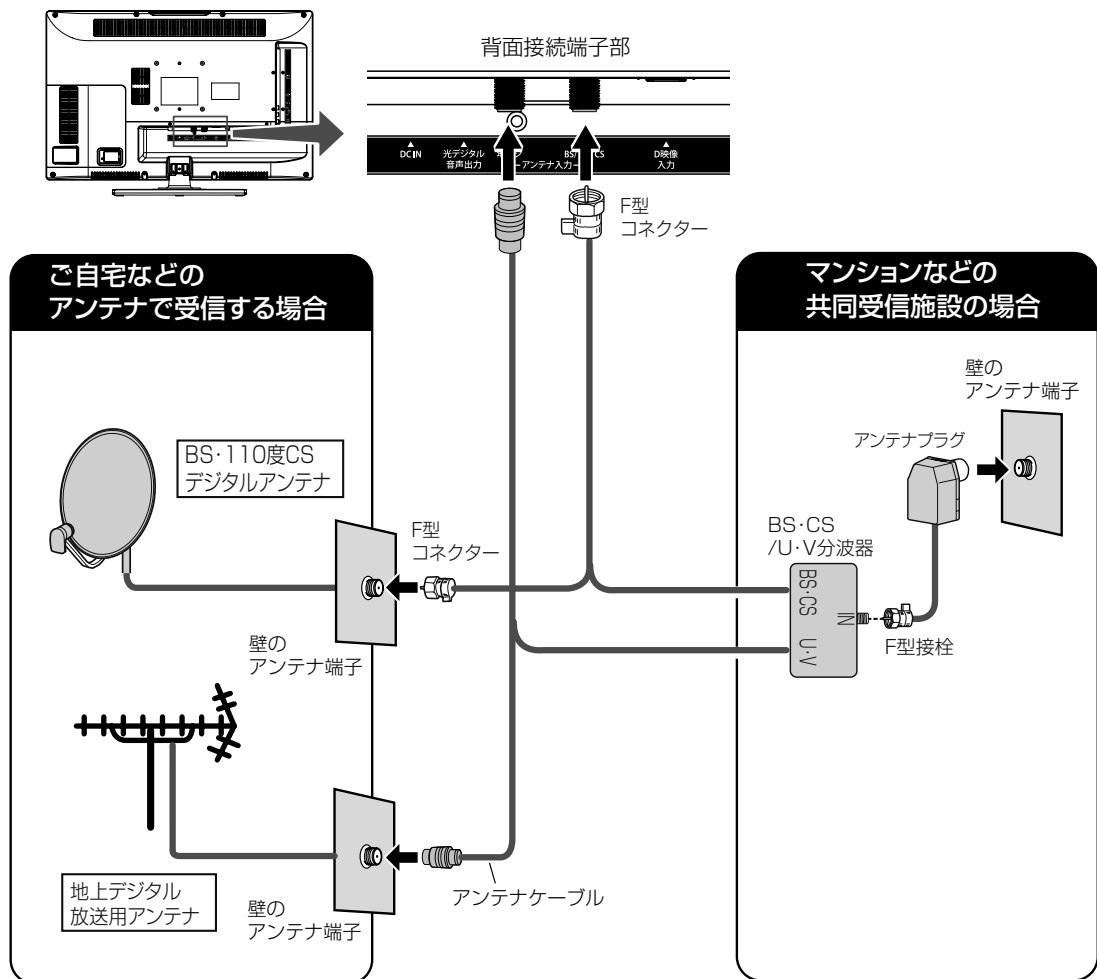 背面接続端子部
DC IN
光デジタル
音声出力
アンテナ入力
D映像
入力
F型
コネクター
ご自宅などの
アンテナで受信する場合
BS・110度CS
デジタルアンテナ
F型
コネクター
壁の
アンテナ端子
地上デジタル
放送用アンテナ
壁の
アンテナ端子
アンテナケーブル
マンションなどの
共同受信施設の場合
壁の
アンテナ端子
アンテナプラグ
BS・CS
/U・V分波器
BS・CS
IN
U・V
F型接栓